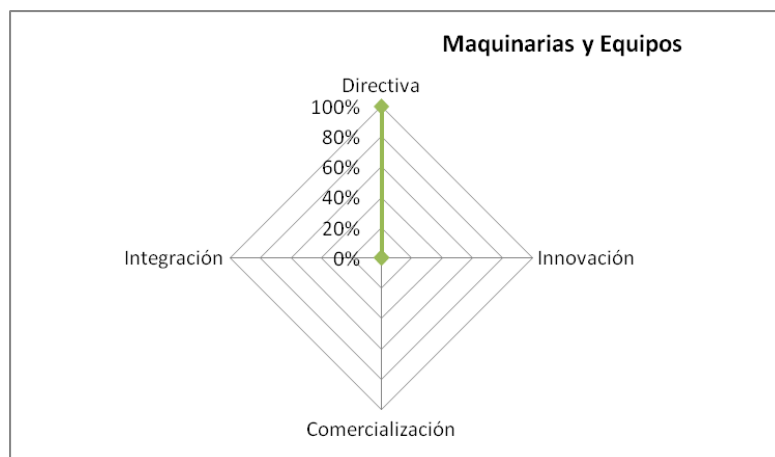 Maquinarias y Equipos
Directiva
100%
80%
60%
40%
20%
0%
Integración
Innovación
Comercialización